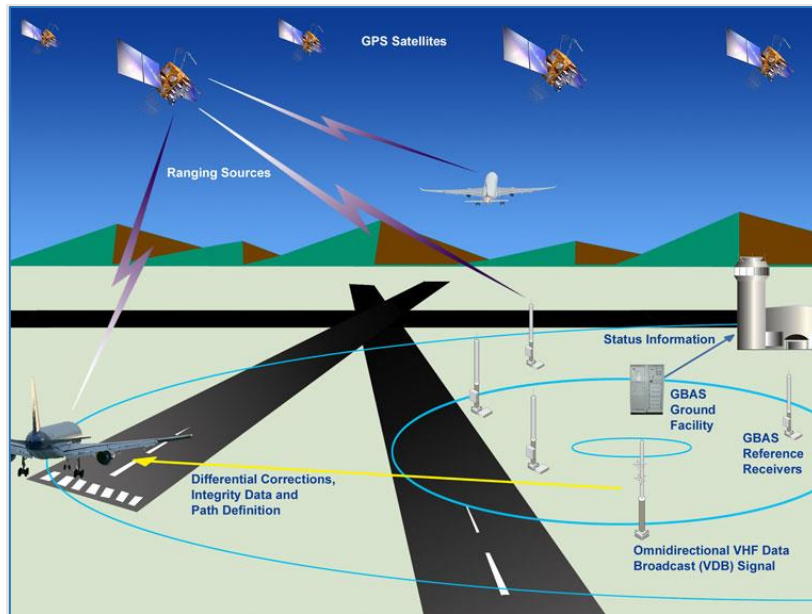 GPS Satellites
Ranging Sources
Status Information
GBAS
Ground
Facility
GBAS
Reference
Receivers
Differential Corrections,
Integrity Data and
Path Definition
Omnidirectional VHF Data
Broadcast (VDB) Signal